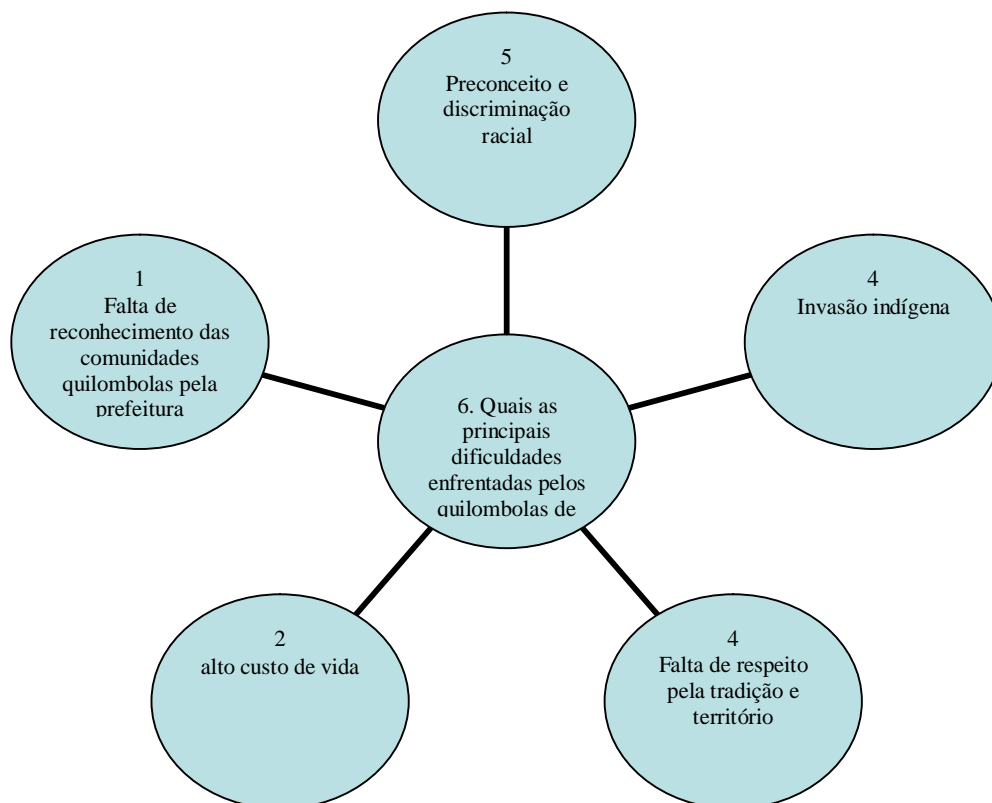 5
Preconceito e
discriminação
racial
1
Falta de
reconhecimento das
comunidades
quilombolas pela
prefeitura
4
Invasão indígena
6. Quais as
principais
dificuldades
enfrentadas pelos
quilombolas de
2
alto custo de vida
4
Falta de respeito
pela tradição e
território